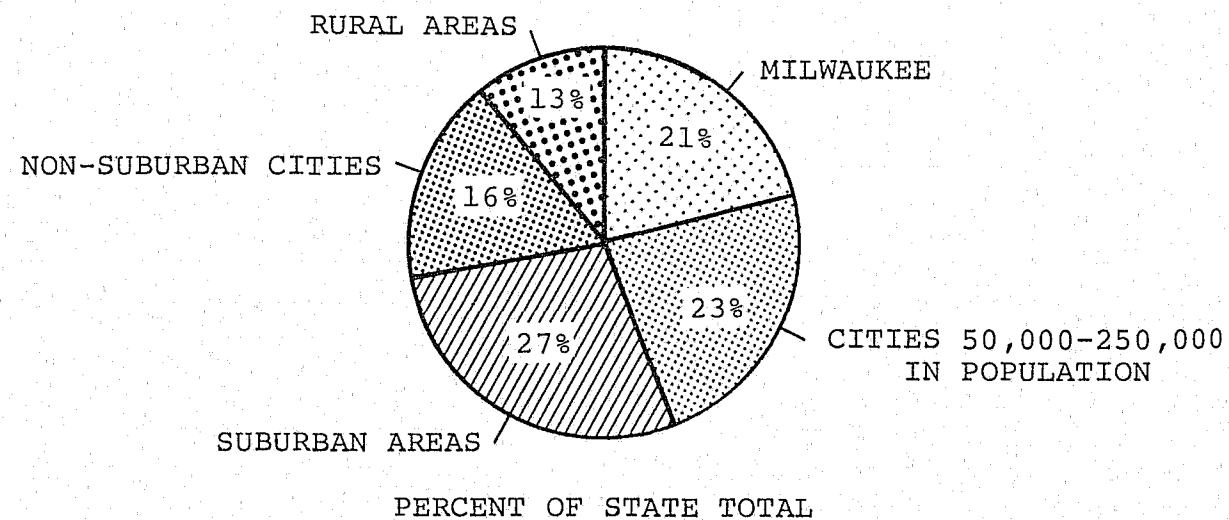 RURAL AREAS
13%
MILWAUKEE
21%
NON-SUBURBAN CITIES
16%
23%
CITIES 50,000-250,000
IN POPULATION
27%
SUBURBAN AREAS
PERCENT OF STATE TOTAL